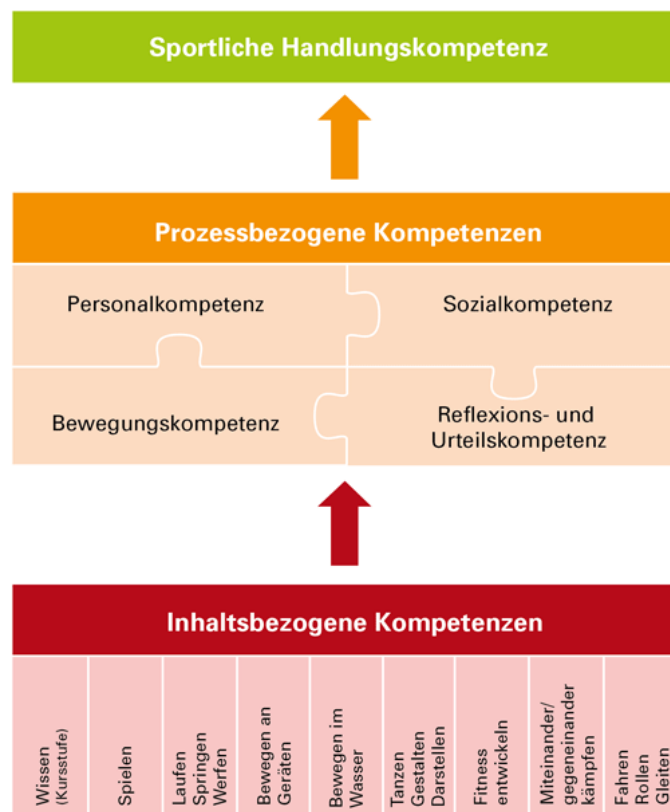 Sportliche Handlungskompetenz
Prozessbezogene Kompetenzen
Personalkompetenz
Sozialkompetenz
Bewegungskompetenz
Reflexions- und
Urteilskompetenz
Inhaltsbezogene Kompetenzen
Wissen
(Kursstufe)
Spielen
Laufen
Springen
Werfen
Bewegen an
Geräten
Bewegen im
Wasser
Tanzen
Gestalten
Darstellen
Fitness
entwickeln
Miteinander/
gegeneinander
kämpfen
Fahren
Rollen
Gleiten